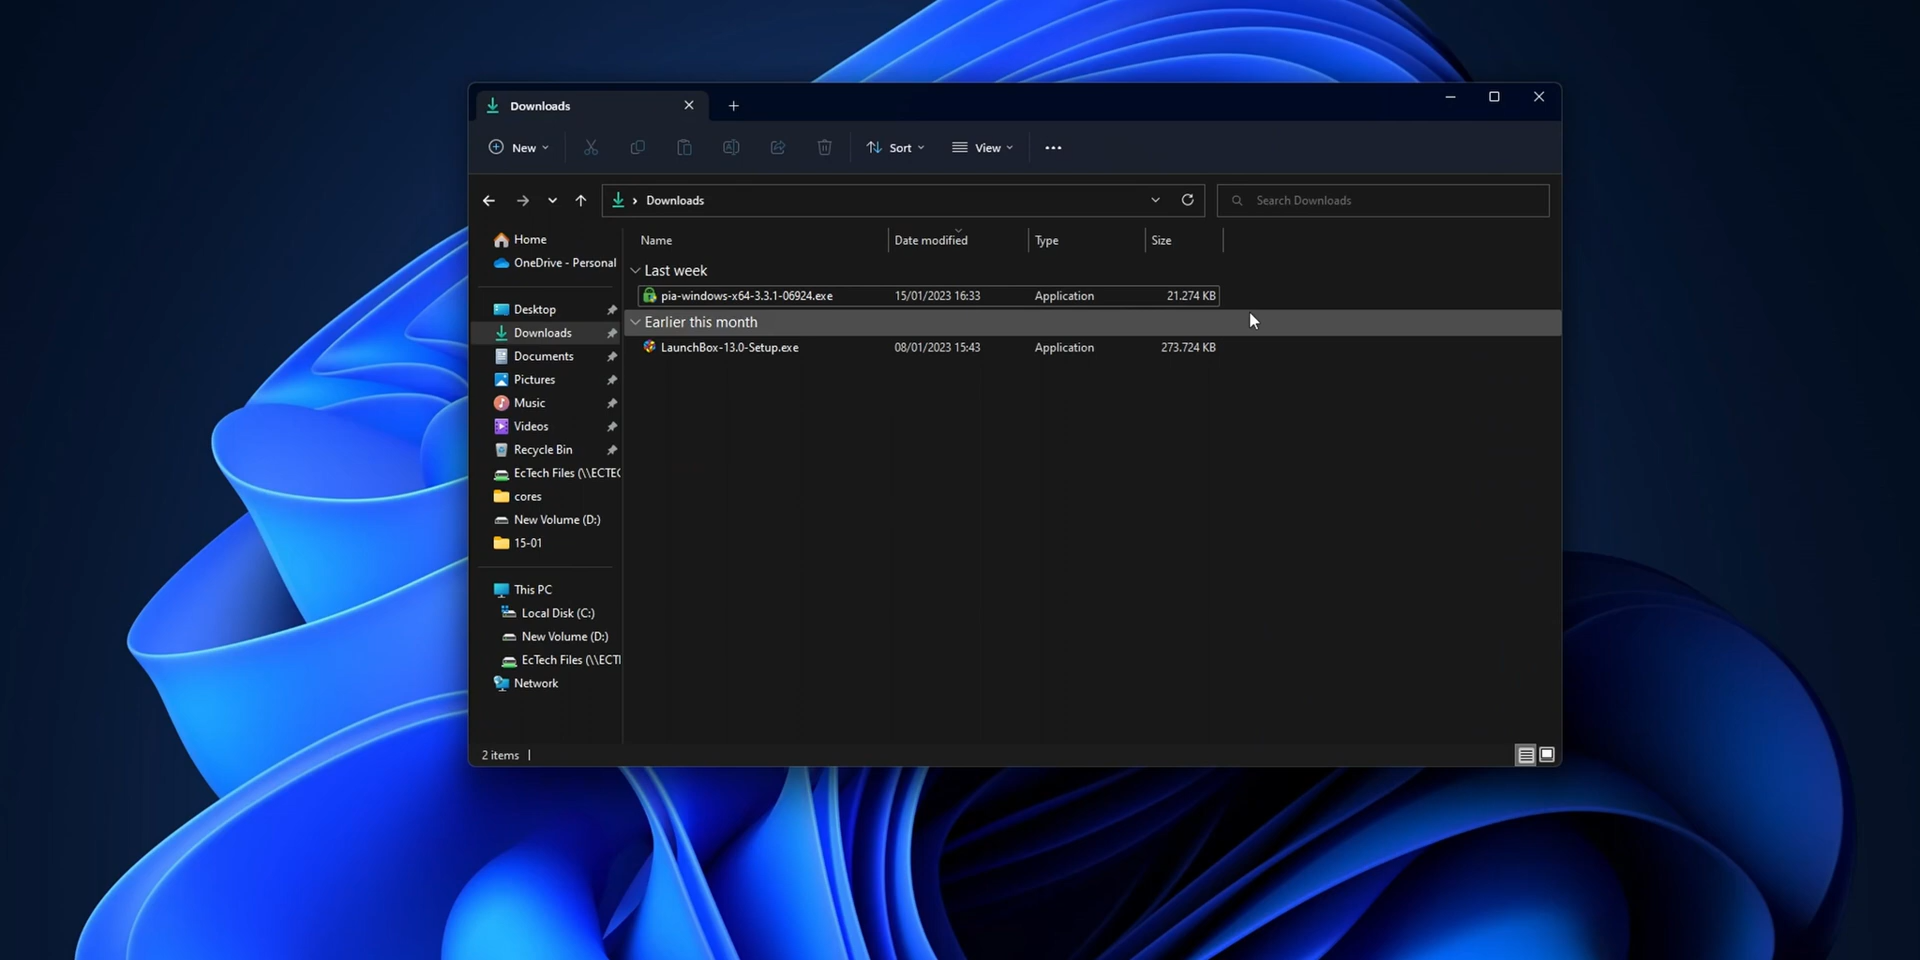 Downloads
New
Sort
View
Downloads
Search Downloads
Home
OneDrive - Personal
Desktop
Downloads
Documents
Pictures
Music
Videos
Recycle Bin
EcTech Files (\\ECTEC
cores
New Volume (D:)
15-01
This PC
Local Disk (C:)
New Volume (D:)
EcTech Files (\\ECTI
Network
Name Date modified Type Size
Last week
pia-windows-x64-3.3.1-06924.exe 15/01/2023 16:33 Application 21.274 KB
Earlier this month
LaunchBox-13.0-Setup.exe 08/01/2023 15:43 Application 273.724 KB
2 items